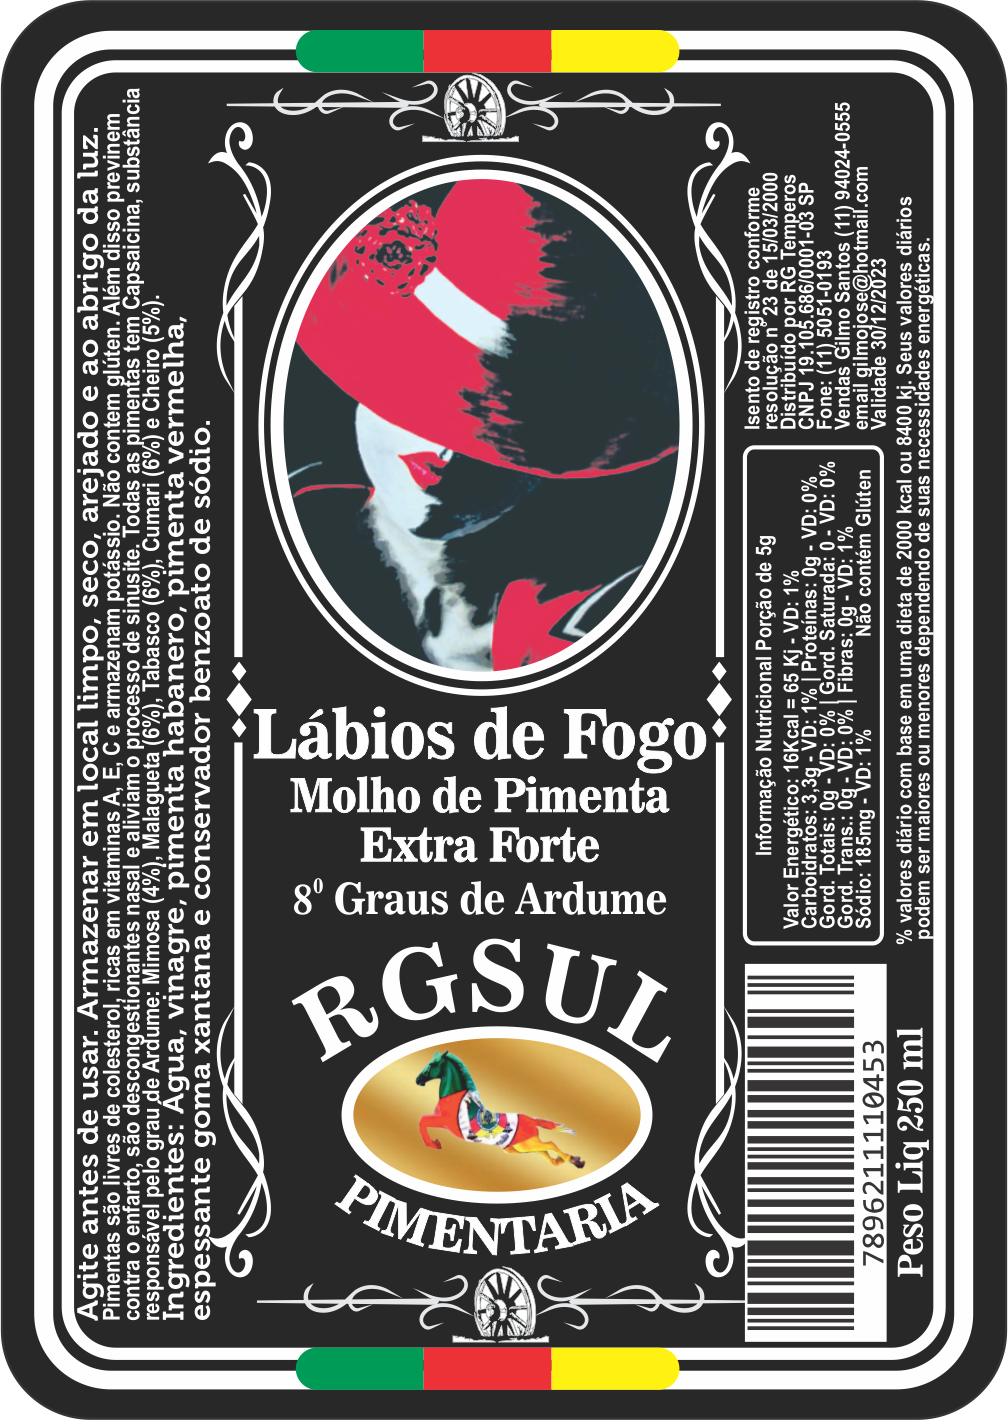 Agite antes de usar. Armazenar em local limpo, seco, arejado e ao abrigo da luz.
Pimentas são livres de colesterol, ricas em vitaminas A, E, C e armazenam potássio. Não contem glúten. Além disso previnem
contra o enfarto, são descongestionantes nasal e aliviam o processo de sinusite. Todas as pimentas tem Capsaicina, substância
responsável pelo grau de Ardume: Mimosa (4%), Malagueta (6%), Tabasco (6%), Cumari (6%) e Cheiro (5%).
Ingredientes: Água, vinagre, pimenta habanero, pimenta vermelha,
espessante goma xantana e conservador benzoato de sódio.
Lábios de Fogo
Molho de Pimenta
Extra Forte
8⁰ Graus de Ardume
RGSUL
PIMENTARIA
Isento de registro conforme
resolução nº 23 de 15/03/2000
Distribuido por RG Temperos
CNPJ 19.105.686/0001-03 SP
Fone: (11) 5051-0193
Vendas Gilmo Santos (11) 94024-0555
email gilmojose@hotmail.com
Validade 30/12/2023
Informação Nutricional Porção de 5g
Valor Energético: 16Kcal = 65 Kj - VD: 1%
Carboidratos: 3,3g - VD: 1% | Proteínas: 0g - VD: 0%
Gord. Totais: 0g - VD: 0% | Gord. Saturada: 0 - VD: 0%
Gord. Trans.: 0g - VD: 0% | Fibras: 0g - VD: 1%
Sódio: 185mg - VD: 1% Não contém Glúten
% valores diário com base em uma dieta de 2000 kcal ou 8400 kj. Seus valores diários
podem ser maiores ou menores dependendo de suas necessidades energéticas.
7896211110453
Peso Liq 250 ml